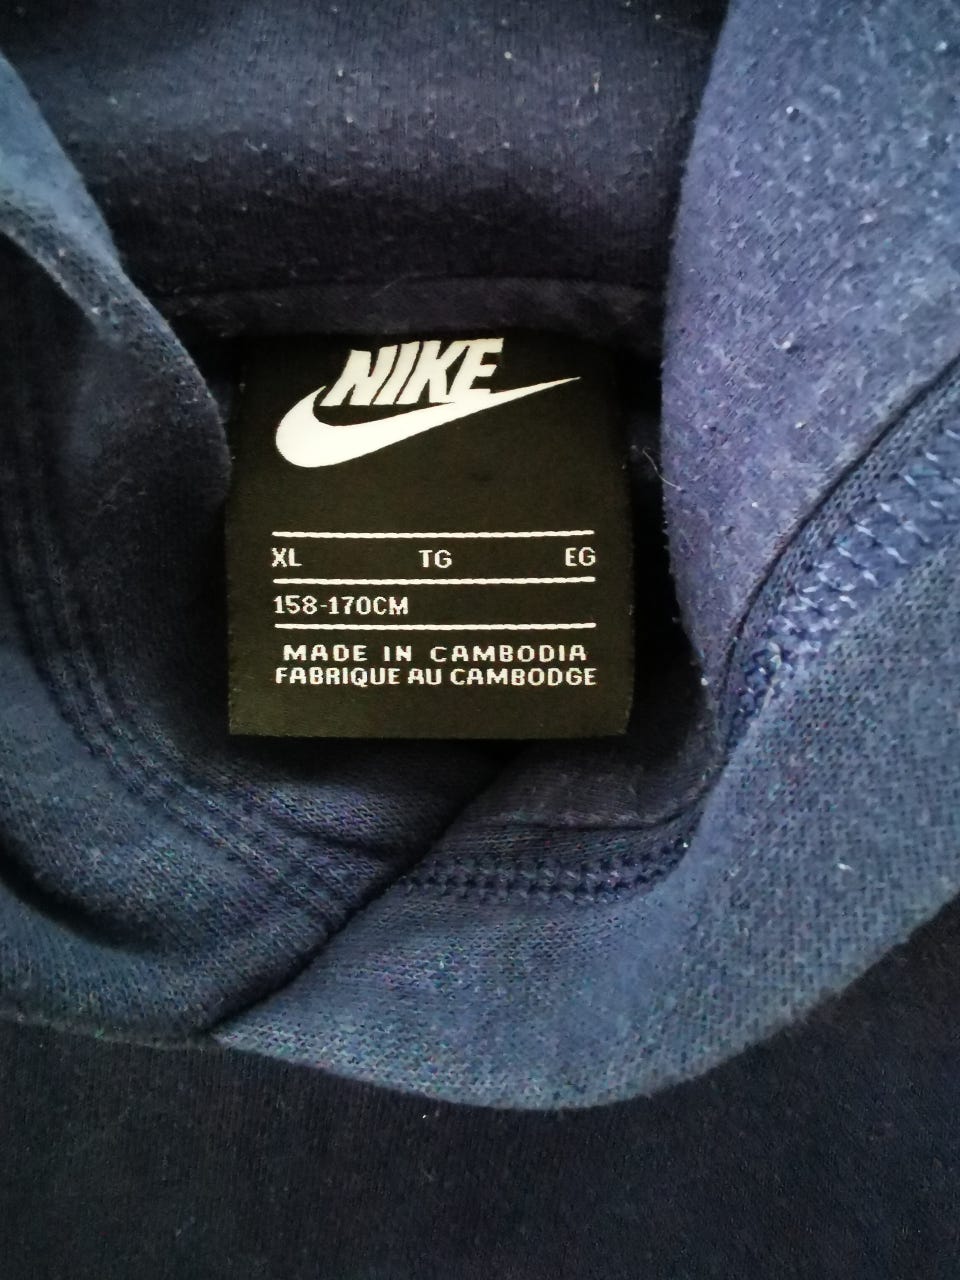 NIKE
XL TG EG
158-170CM
MADE IN CAMBODIA
FABRIQUE AU CAMBODGE